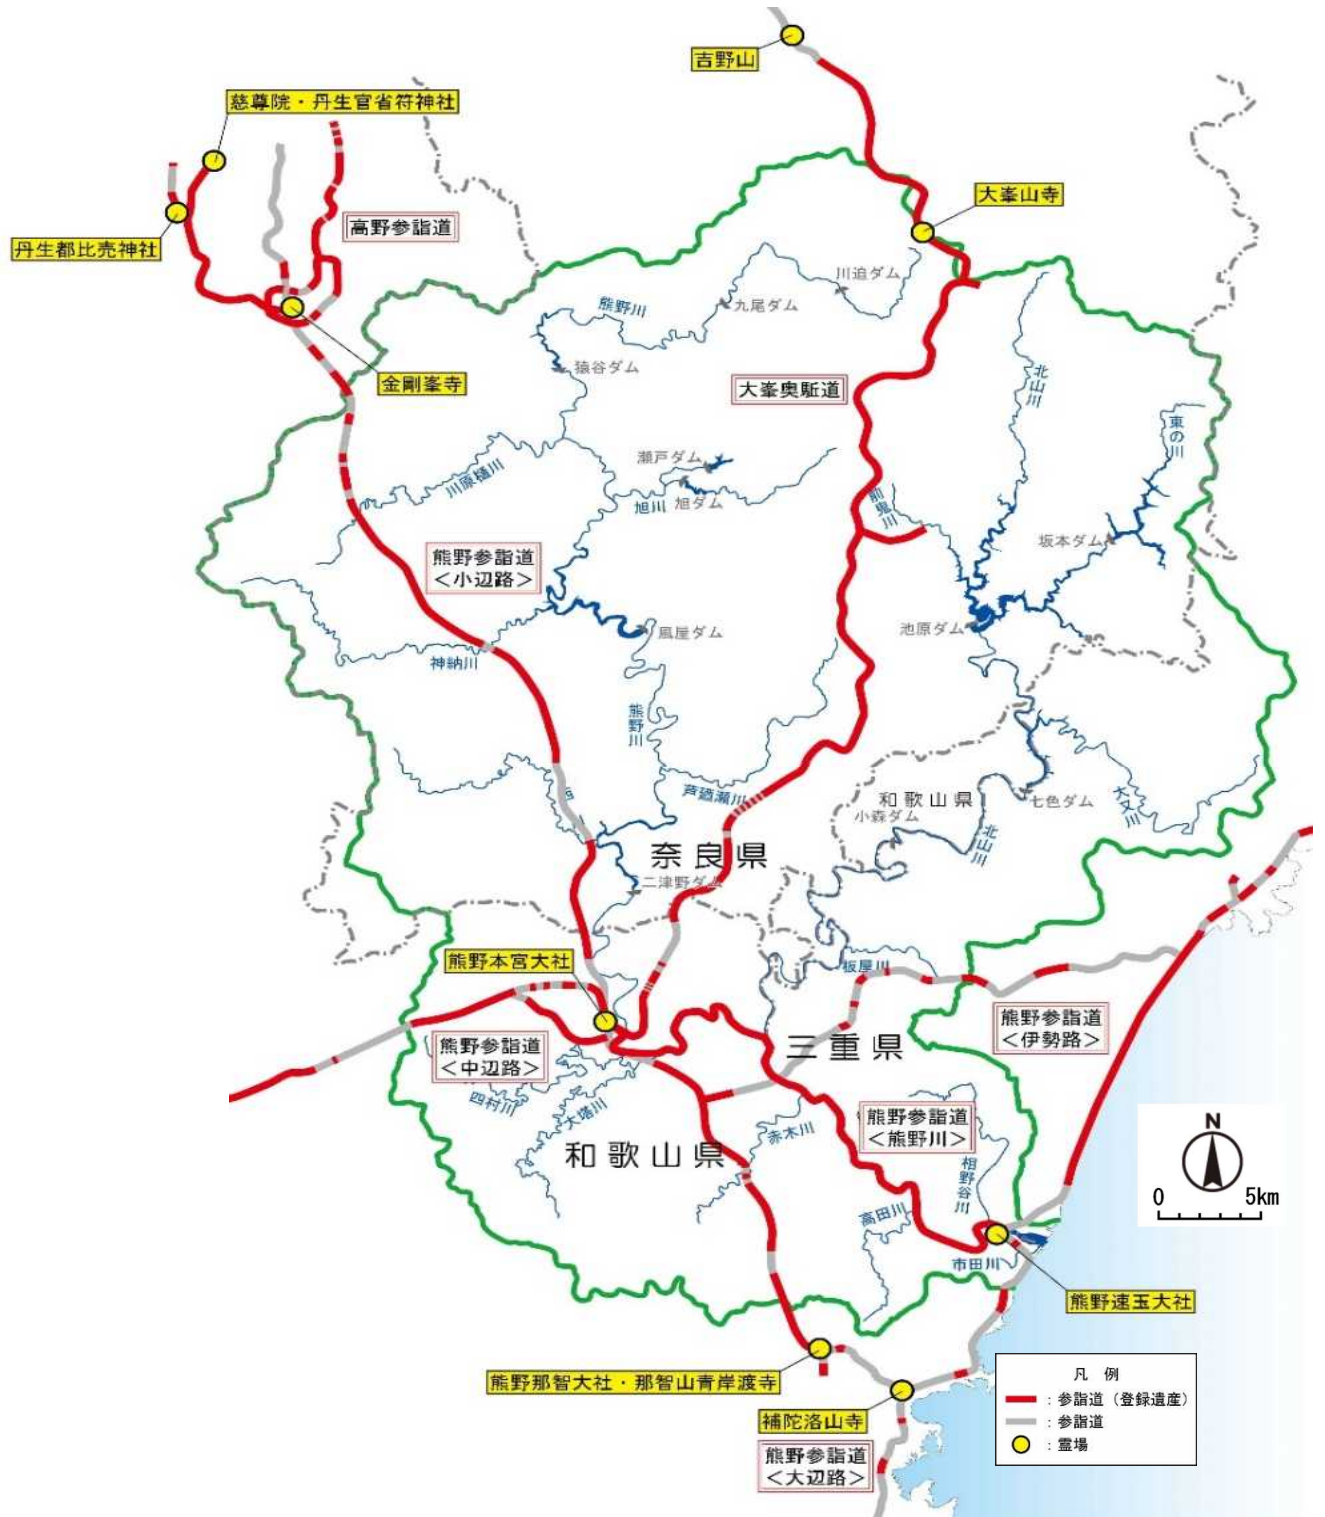 吉野山
慈尊院・丹生官省符神社
大峯山寺
高野参詣道
丹生都比売神社
川迫ダム
九尾ダム
熊野川
猿谷ダム
金剛峯寺
大峯奥駈道
北山川
東の川
瀬戸ダム
川原樋川
旭川
旭ダム
前鬼川
坂本ダム
熊野参詣道
<小辺路>
風屋ダム
池原ダム
神納川
熊野川
芦廼瀬川
和歌山県
七色ダム
大又川
小森ダム
北山川
奈良県
二津野ダム
熊野本宮大社
板屋川
熊野参詣道
<伊勢路>
三重県
熊野参詣道
<中辺路>
四村川
大塔川
熊野参詣道
<熊野川>
赤木川
和歌山県
相野谷川
N
0 5km
高田川
市田川
熊野速玉大社
熊野那智大社・那智山青岸渡寺
補陀洛山寺
熊野参詣道
<大辺路>
凡 例
：参詣道（登録遺産）
：参詣道
：霊場